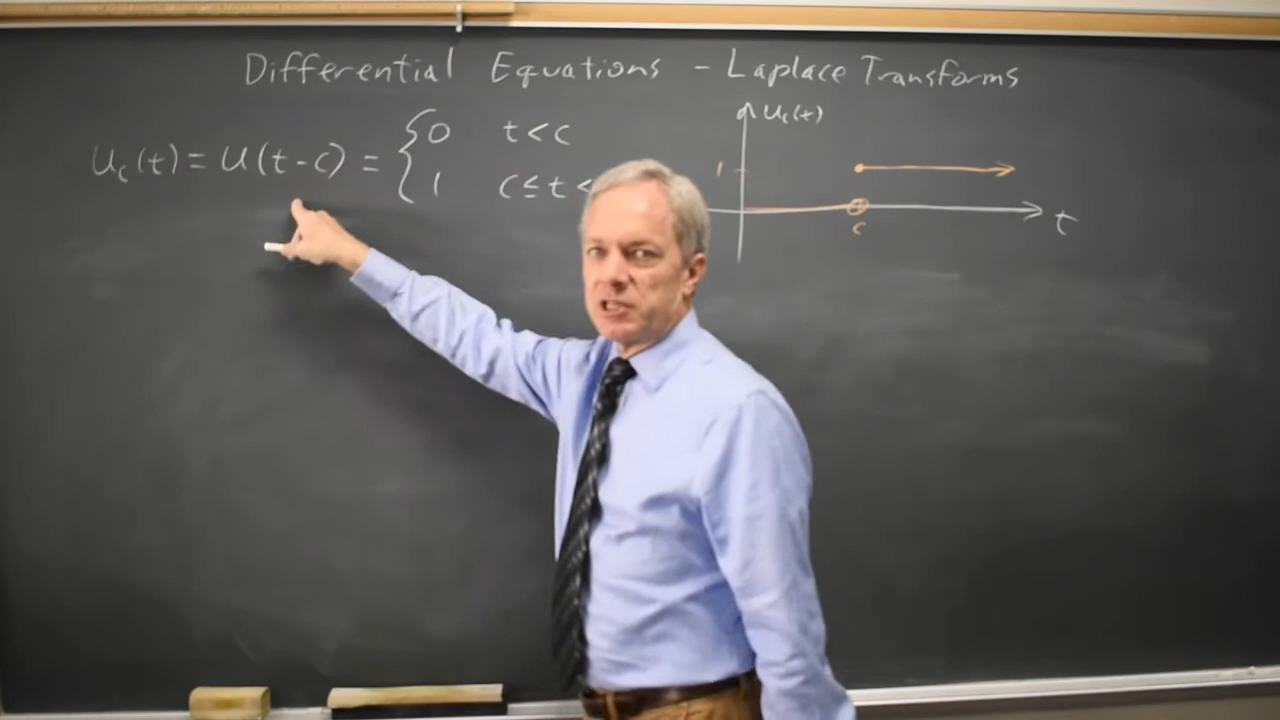 Differential Equations - Laplace Transforms
u_c(t) = u(t-c) = { 0 t<c
1 c≤t<
u_c(t)
1
c
t